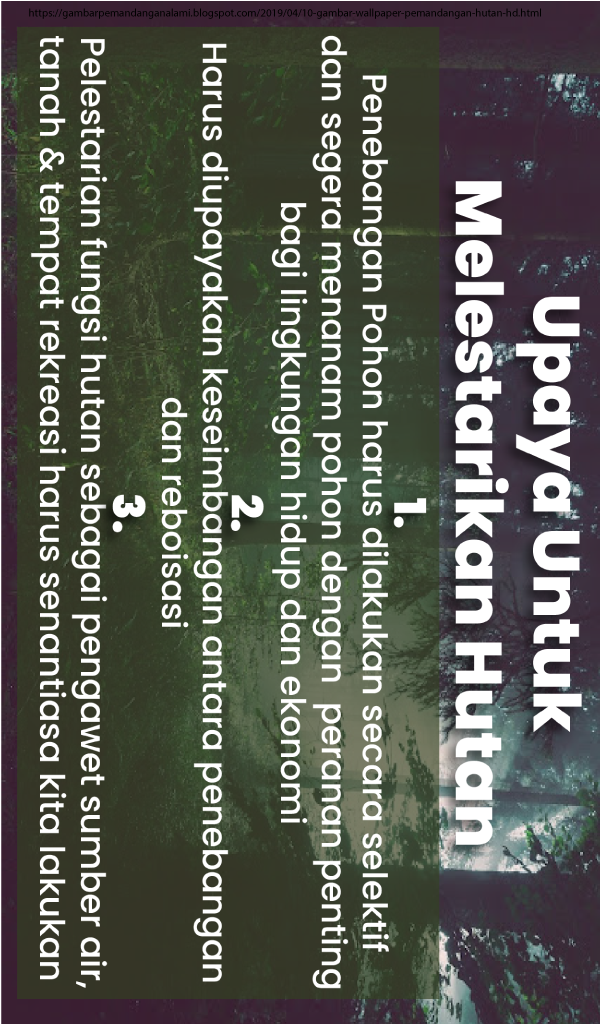 https://gambarpemandanganalami.blogspot.com/2019/04/10-gambar-wallpaper-pemandangan-hutan-hd.html
Upaya Untuk
Melestarikan Hutan
1.
Penebangan Pohon harus dilakukan secara selektif
dan segera menanam pohon dengan peranan penting
bagi lingkungan hidup dan ekonomi
2.
Harus diupayakan keseimbangan antara penebangan
dan reboisasi
3.
Pelestarian fungsi hutan sebagai pengawet sumber air,
tanah & tempat rekreasi harus senantiasa kita lakukan